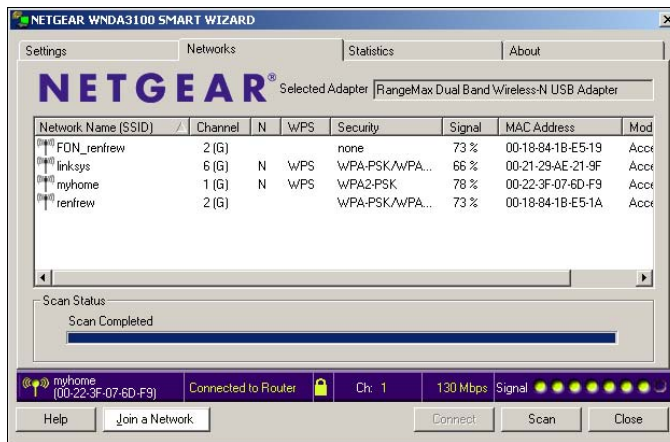 NETGEAR WNDA3100 SMART WIZARD
Settings Networks Statistics About
NETGEAR® Selected Adapter RangeMax Dual Band Wireless-N USB Adapter
Network Name (SSID) Channel N WPS Security Signal MAC Address Mod
FON_renfrew 2 (G) none 73 % 00-18-84-1B-E5-19 Acce
linksys 6 (G) N WPS WPA-PSK/WPA... 66 % 00-21-29-AE-21-9F Acce
myhome 1 (G) N WPS WPA2-PSK 78 % 00-22-3F-07-6D-F9 Acce
renfrew 2 (G) WPA-PSK/WPA... 73 % 00-18-84-1B-E5-1A Acce
Scan Status
Scan Completed
myhome
(00-22-3F-07-6D-F9) Connected to Router Ch: 1 130 Mbps Signal
Help Join a Network Connect Scan Close